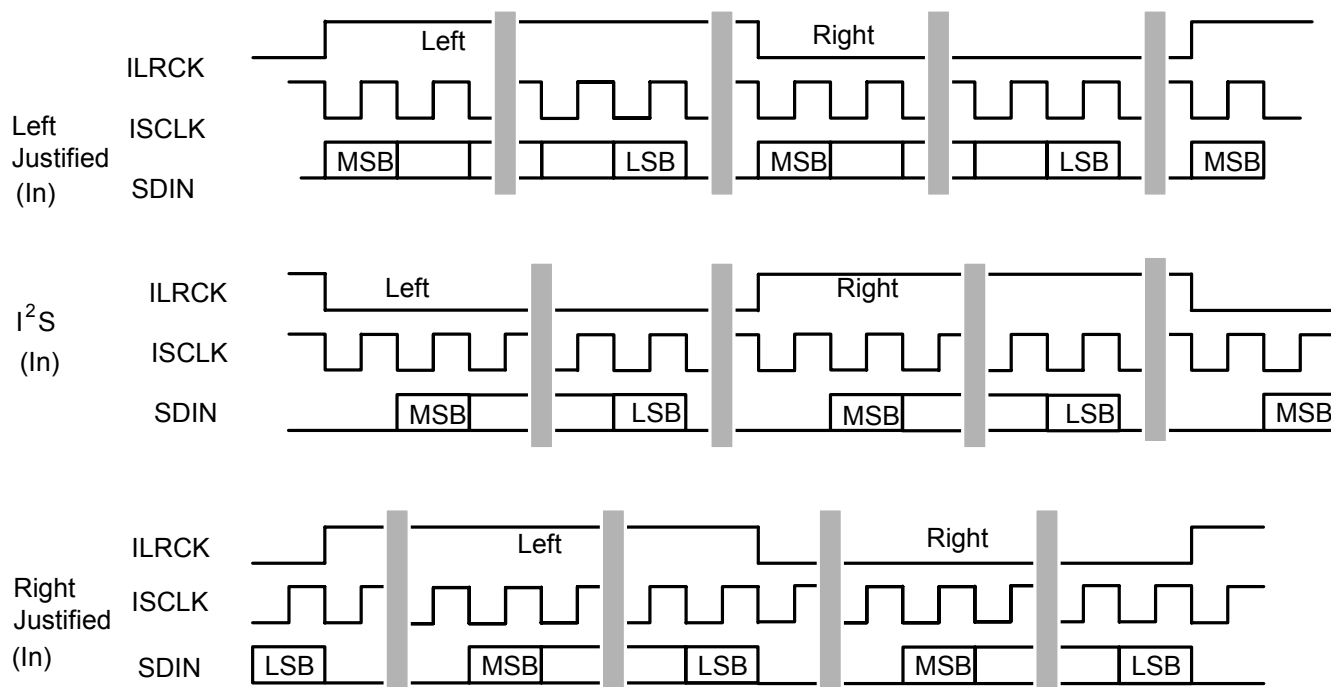 Left Right
ILRCK
ISCLK
Left
Justified
(In)
MSB LSB MSB LSB MSB
SDIN
Left Right
ILRCK
I²S
(In)
ISCLK
SDIN
MSB LSB MSB LSB MSB
Left Right
ILRCK
Right
Justified
(In)
ISCLK
SDIN
LSB MSB LSB MSB LSB